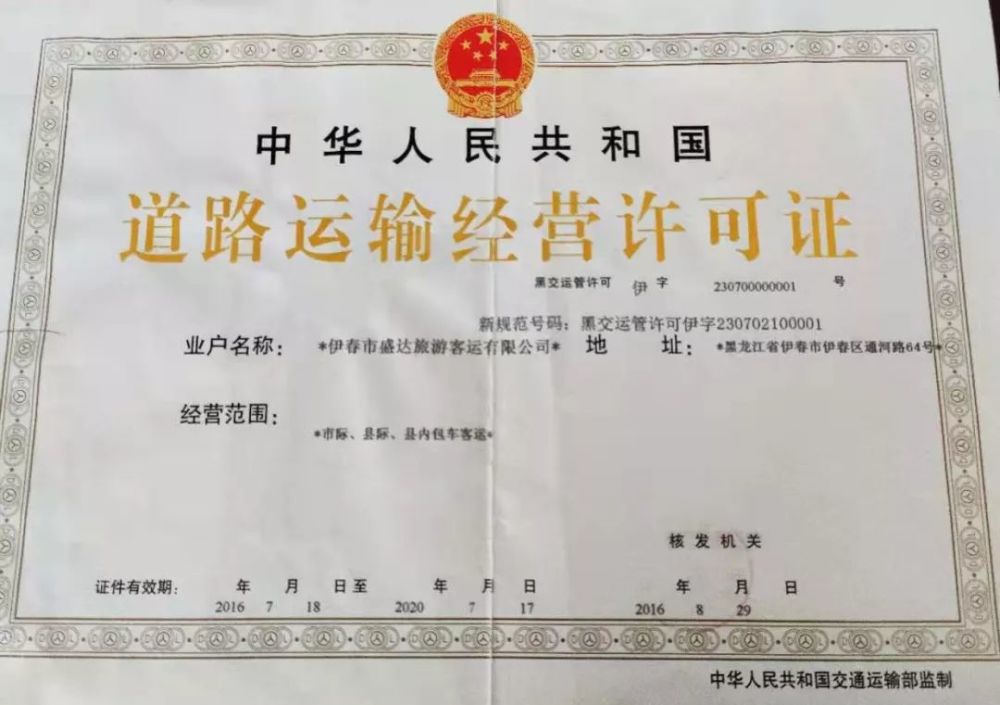 中华人民共和国
道路运输经营许可证
黑交运管许可 伊 字 230700000001 号
新规范号码：黑交运管许可伊字230702100001
业户名称： *伊春市盛达旅游客运有限公司* 地 址： *黑龙江省伊春市伊春区通河路64号*
经营范围：
*市际、县际、县内包车客运*
核发机关
证件有效期： 年 月 日至 年 月 日 年 月 日
2016 7 18 2020 7 17 2016 8 29
中华人民共和国交通运输部监制